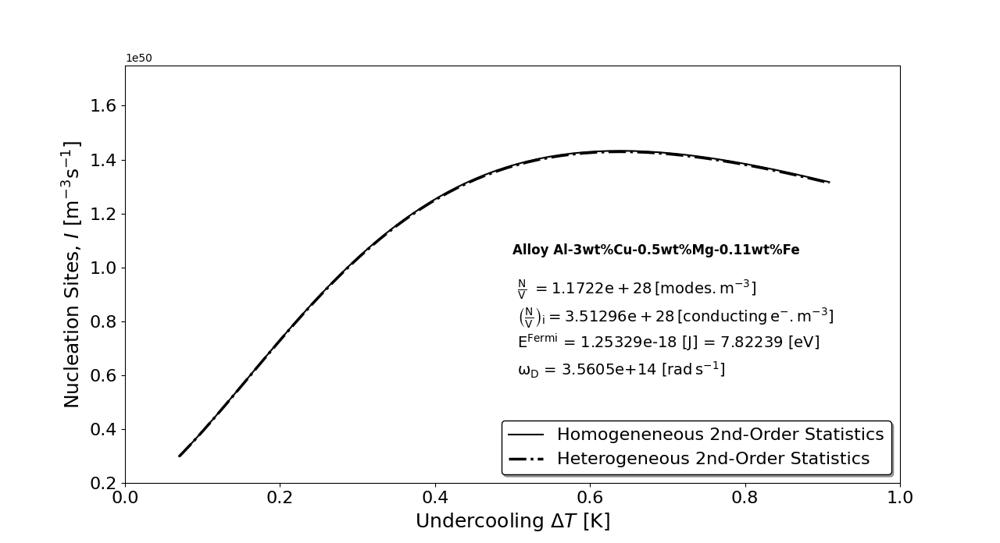 1e50
1.6
1.4
1.2
1.0
0.8
0.6
0.4
0.2
Nucleation Sites, I [m⁻³s⁻¹]
Alloy Al-3wt%Cu-0.5wt%Mg-0.11wt%Fe
N/V = 1.1722e + 28 [modes. m⁻³]
(N/V)ᵢ = 3.51296e + 28 [conducting e⁻. m⁻³]
E^Fermi = 1.25329e-18 [J] = 7.82239 [eV]
ω_D = 3.5605e+14 [rad s⁻¹]
Homogeneneous 2nd-Order Statistics
Heterogeneous 2nd-Order Statistics
0.0 0.2 0.4 0.6 0.8 1.0
Undercooling ΔT [K]